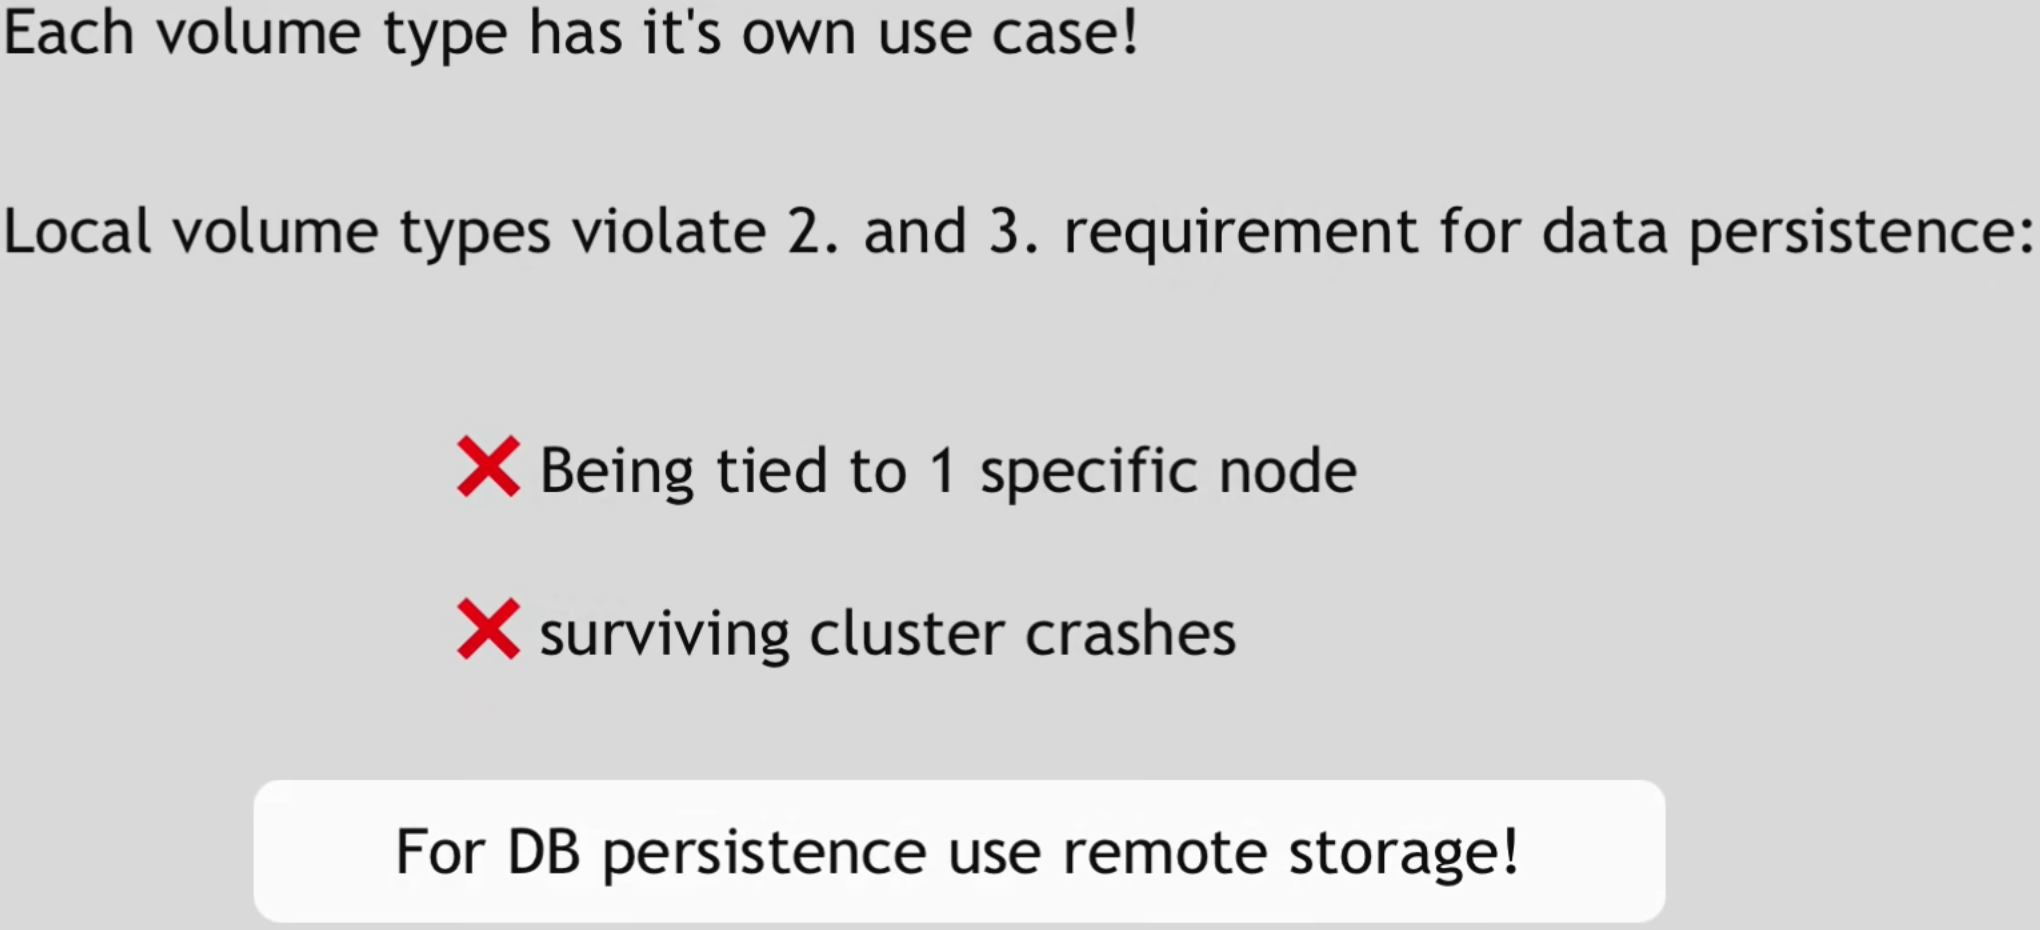 Each volume type has it's own use case!
Local volume types violate 2. and 3. requirement for data persistence:
Being tied to 1 specific node
surviving cluster crashes
For DB persistence use remote storage!